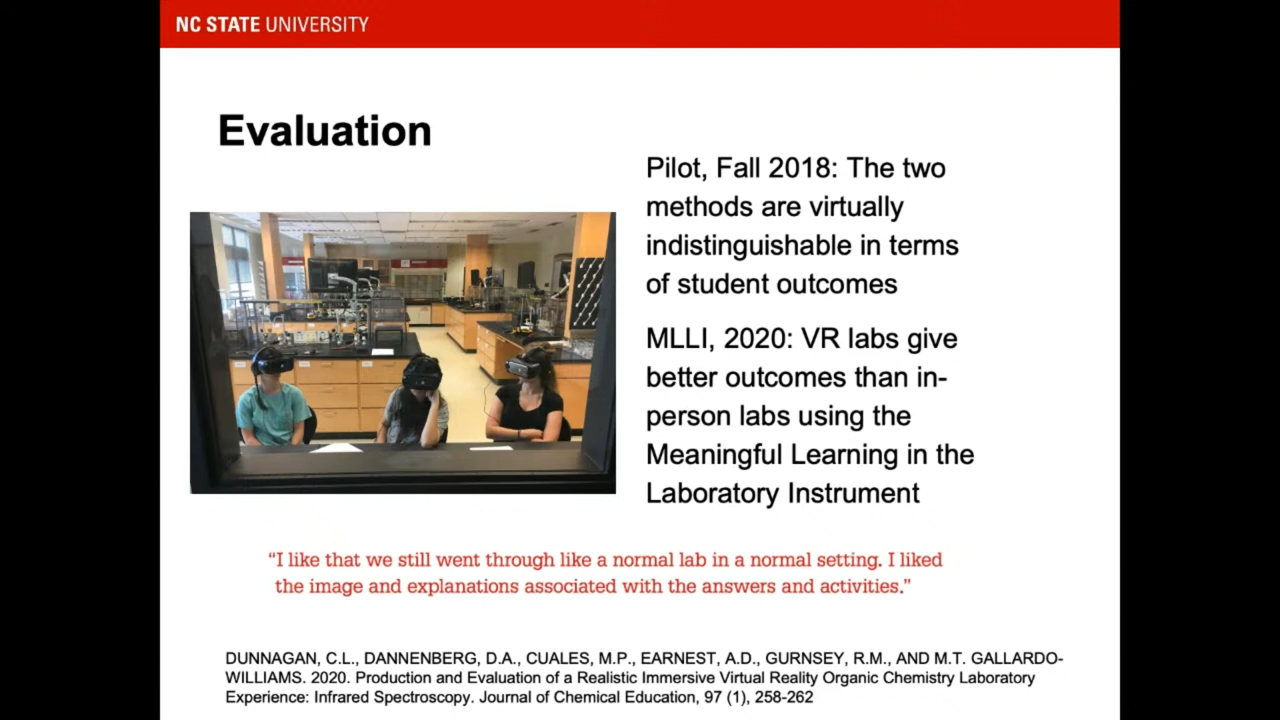 NC STATE UNIVERSITY
Evaluation
Pilot, Fall 2018: The two
methods are virtually
indistinguishable in terms
of student outcomes
MLLI, 2020: VR labs give
better outcomes than in-
person labs using the
Meaningful Learning in the
Laboratory Instrument
“I like that we still went through like a normal lab in a normal setting. I liked
the image and explanations associated with the answers and activities.”
DUNNAGAN, C.L., DANNENBERG, D.A., CUALES, M.P., EARNEST, A.D., GURNSEY, R.M., AND M.T. GALLARDO-
WILLIAMS. 2020. Production and Evaluation of a Realistic Immersive Virtual Reality Organic Chemistry Laboratory
Experience: Infrared Spectroscopy. Journal of Chemical Education, 97 (1), 258-262